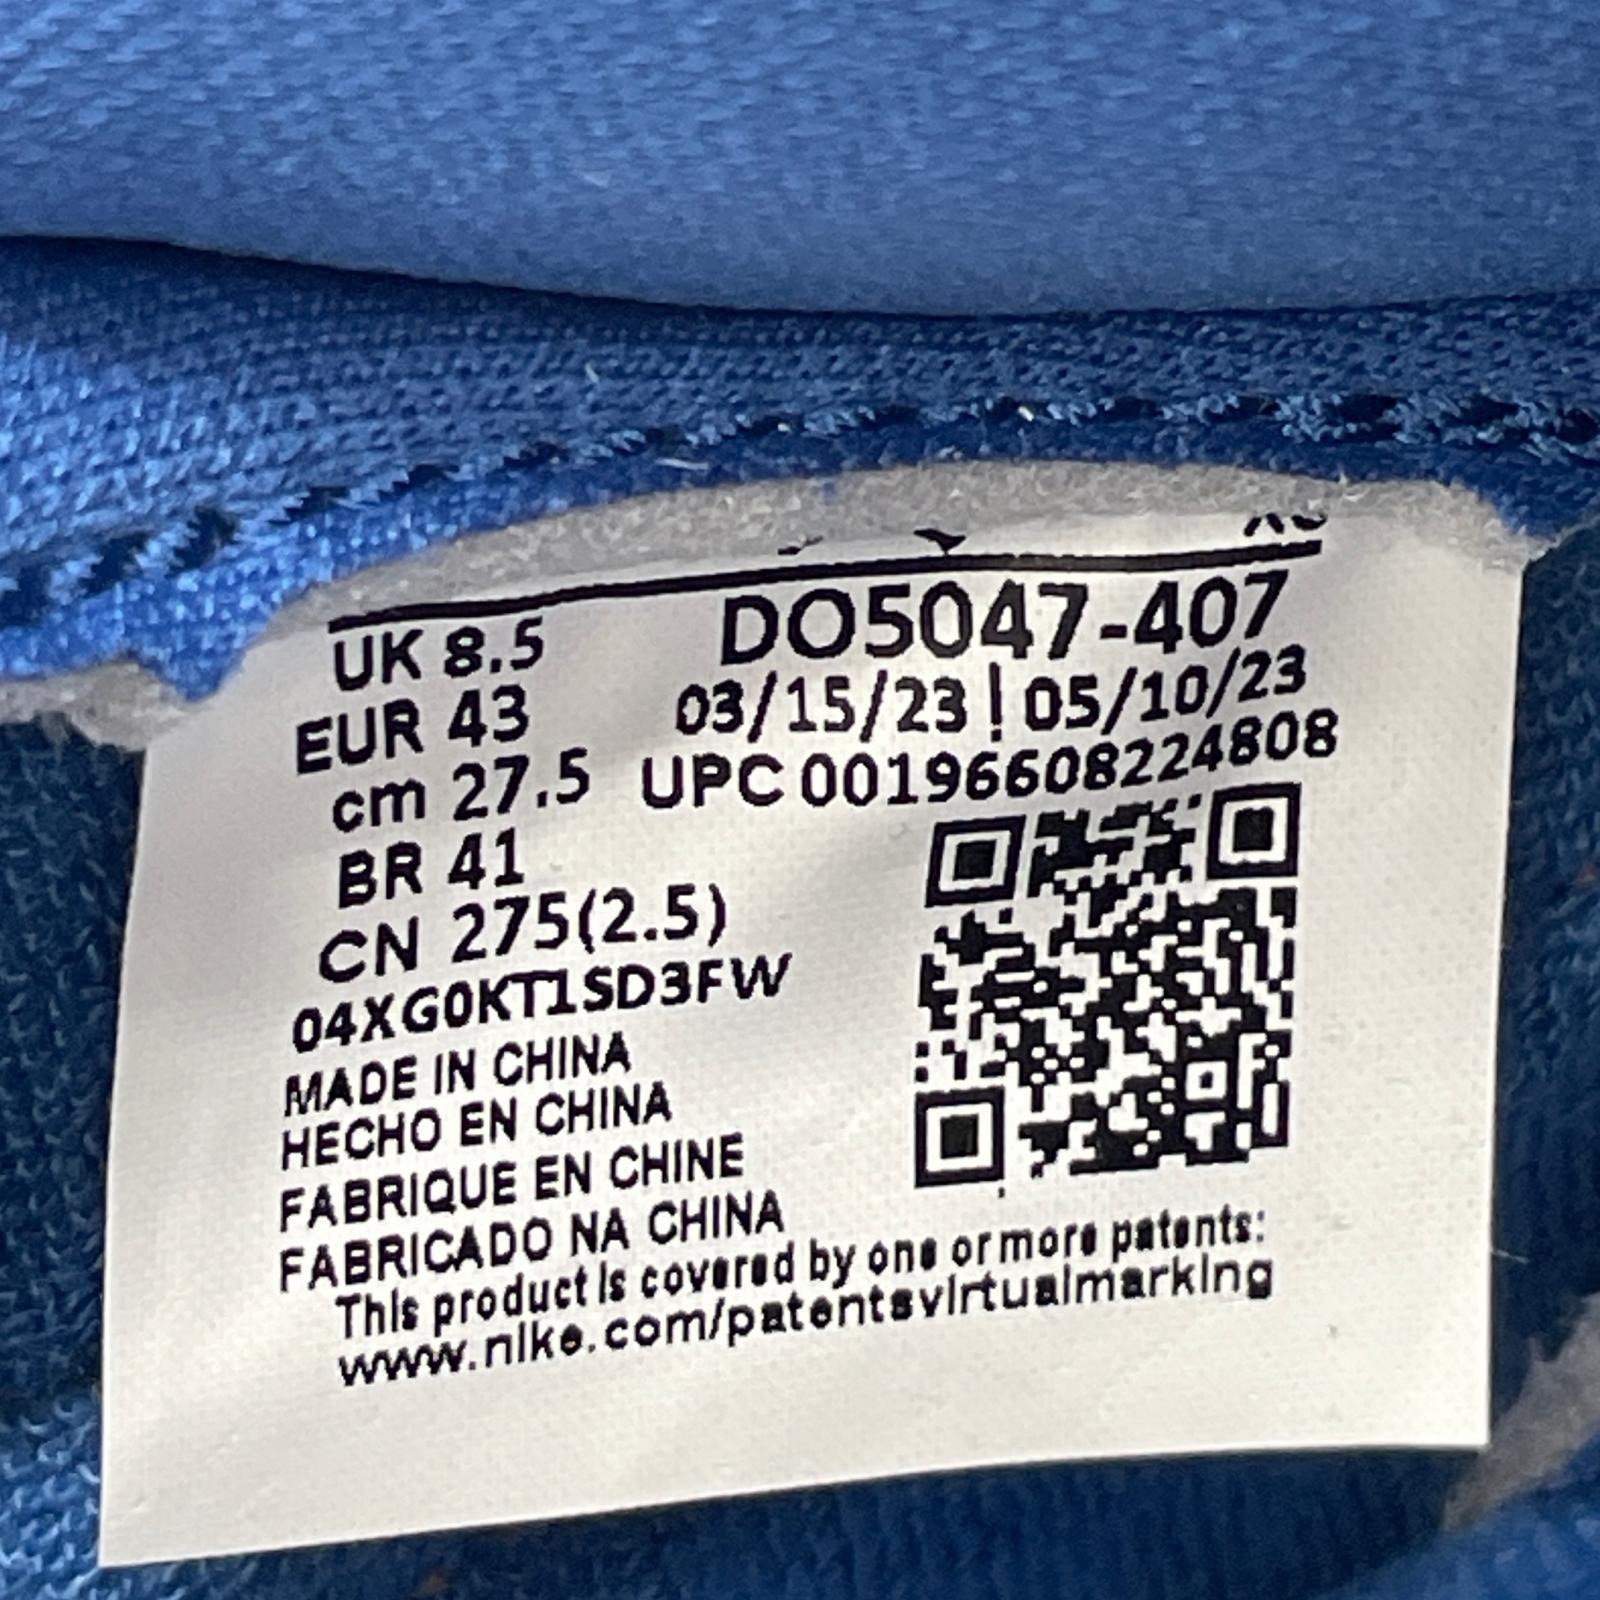 UK 8.5
DO5047-407
EUR 43
03/15/23 | 05/10/23
cm 27.5
UPC 00196608224808
BR 41
CN 275(2.5)
04XG0KT1SD3FW
MADE IN CHINA
HECHO EN CHINA
FABRIQUE EN CHINE
FABRICADO NA CHINA
This product is covered by one or more patents:
www.nike.com/patentsvirtualmarking